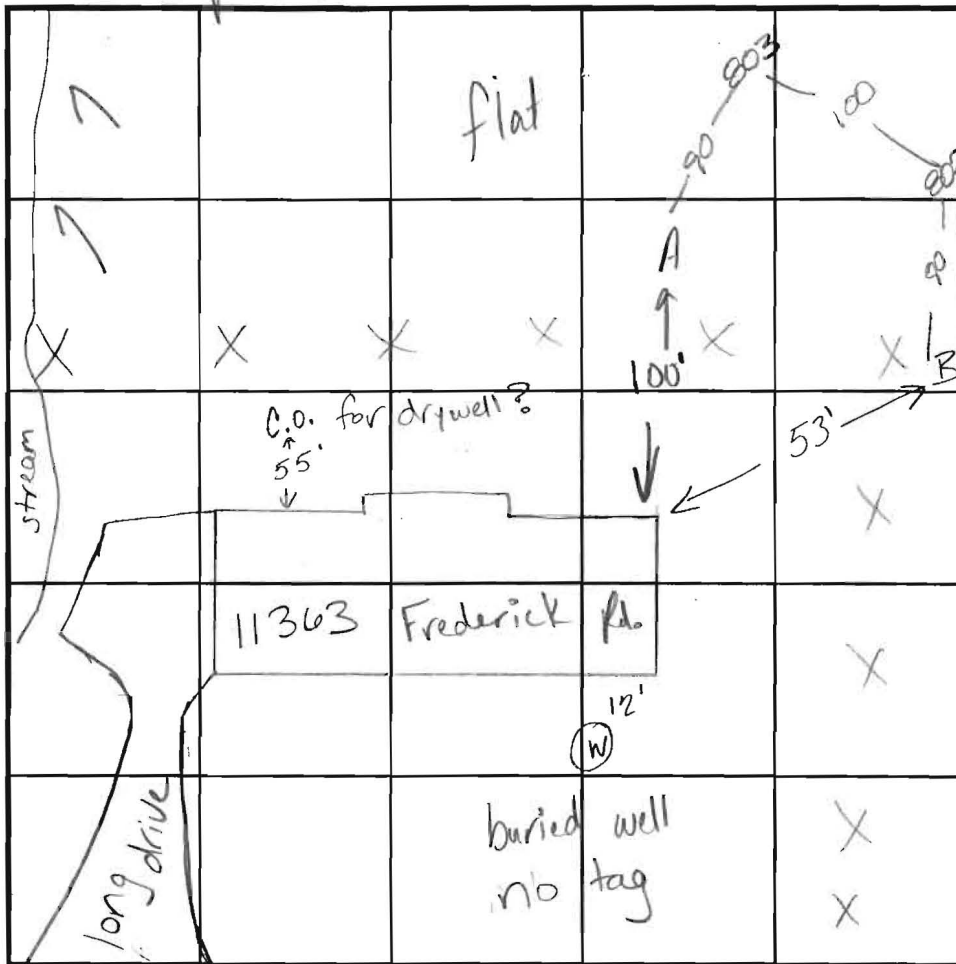 803
flat
100
90
80
A
90
X X X X X X
100'
B
C.O. for drywell?
53'
55'
stream
X
11363 Frederick Rd.
X
12'
W
long drive
buried well
X
no tag
X